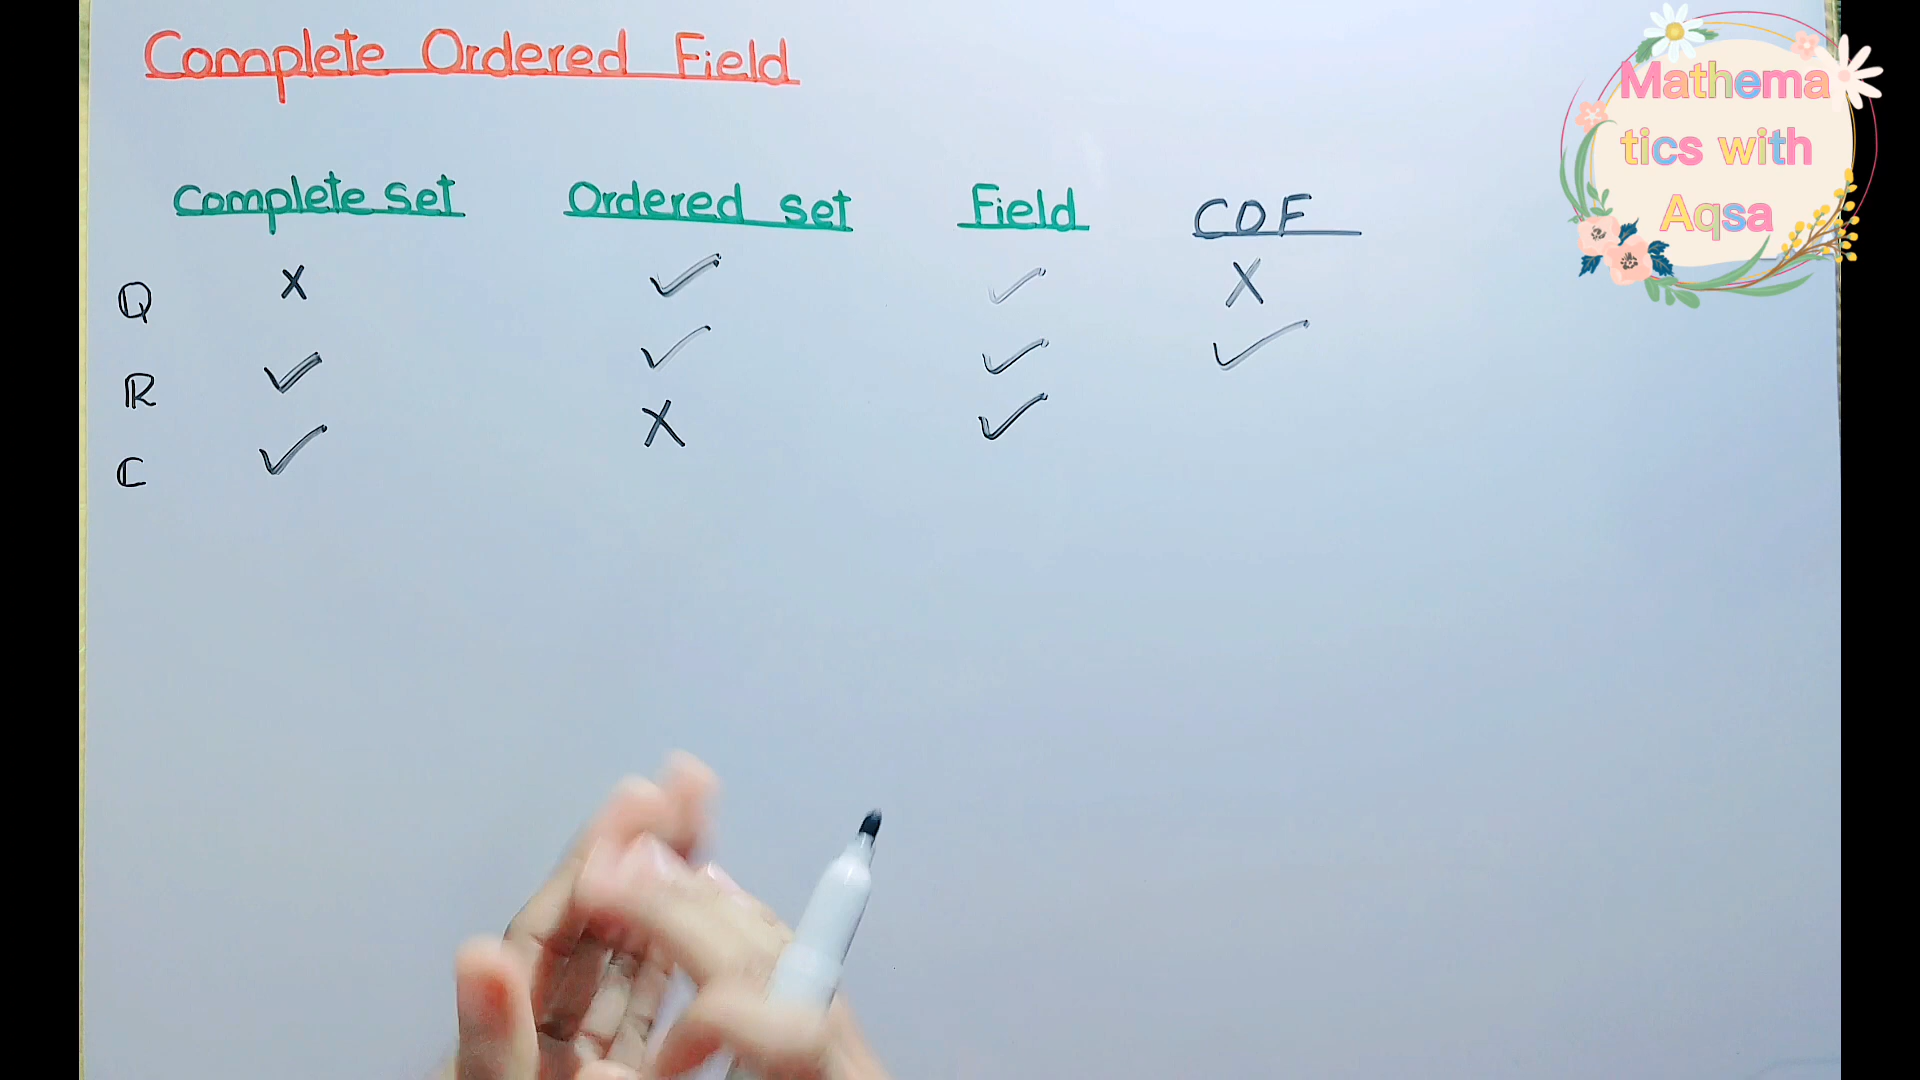 Complete Ordered Field
Complete set Ordered set Field COF
Q X ✓ ✓ X
R ✓ ✓ ✓ ✓
C ✓ X ✓
Mathema
tics with
Aqsa